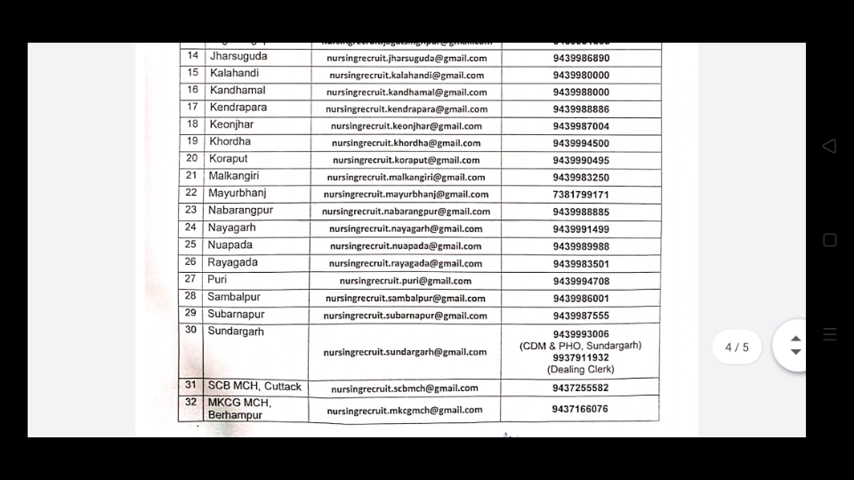 14 Jharsuguda nursingrecruit.jharsuguda@gmail.com 9439986890
15 Kalahandi nursingrecruit.kalahandi@gmail.com 9439980000
16 Kandhamal nursingrecruit.kandhamal@gmail.com 9439988000
17 Kendrapara nursingrecruit.kendrapara@gmail.com 9439988886
18 Keonjhar nursingrecruit.keonjhar@gmail.com 9439987004
19 Khordha nursingrecruit.khordha@gmail.com 9439994500
20 Koraput nursingrecruit.koraput@gmail.com 9439990495
21 Malkangiri nursingrecruit.malkangiri@gmail.com 9439983250
22 Mayurbhanj nursingrecruit.mayurbhanj@gmail.com 7381799171
23 Nabarangpur nursingrecruit.nabarangpur@gmail.com 9439988885
24 Nayagarh nursingrecruit.nayagarh@gmail.com 9439991499
25 Nuapada nursingrecruit.nuapada@gmail.com 9439989988
26 Rayagada nursingrecruit.rayagada@gmail.com 9439983501
27 Puri nursingrecruit.puri@gmail.com 9439994708
28 Sambalpur nursingrecruit.sambalpur@gmail.com 9439986001
29 Subarnapur nursingrecruit.subarnapur@gmail.com 9439987555
30 Sundargarh nursingrecruit.sundargarh@gmail.com 9439993006
(CDM & PHO, Sundargarh)
9937911932
(Dealing Clerk)
31 SCB MCH, Cuttack nursingrecruit.scbmch@gmail.com 9437255582
32 MKCG MCH,
Berhampur nursingrecruit.mkcgmch@gmail.com 9437166076
4 / 5